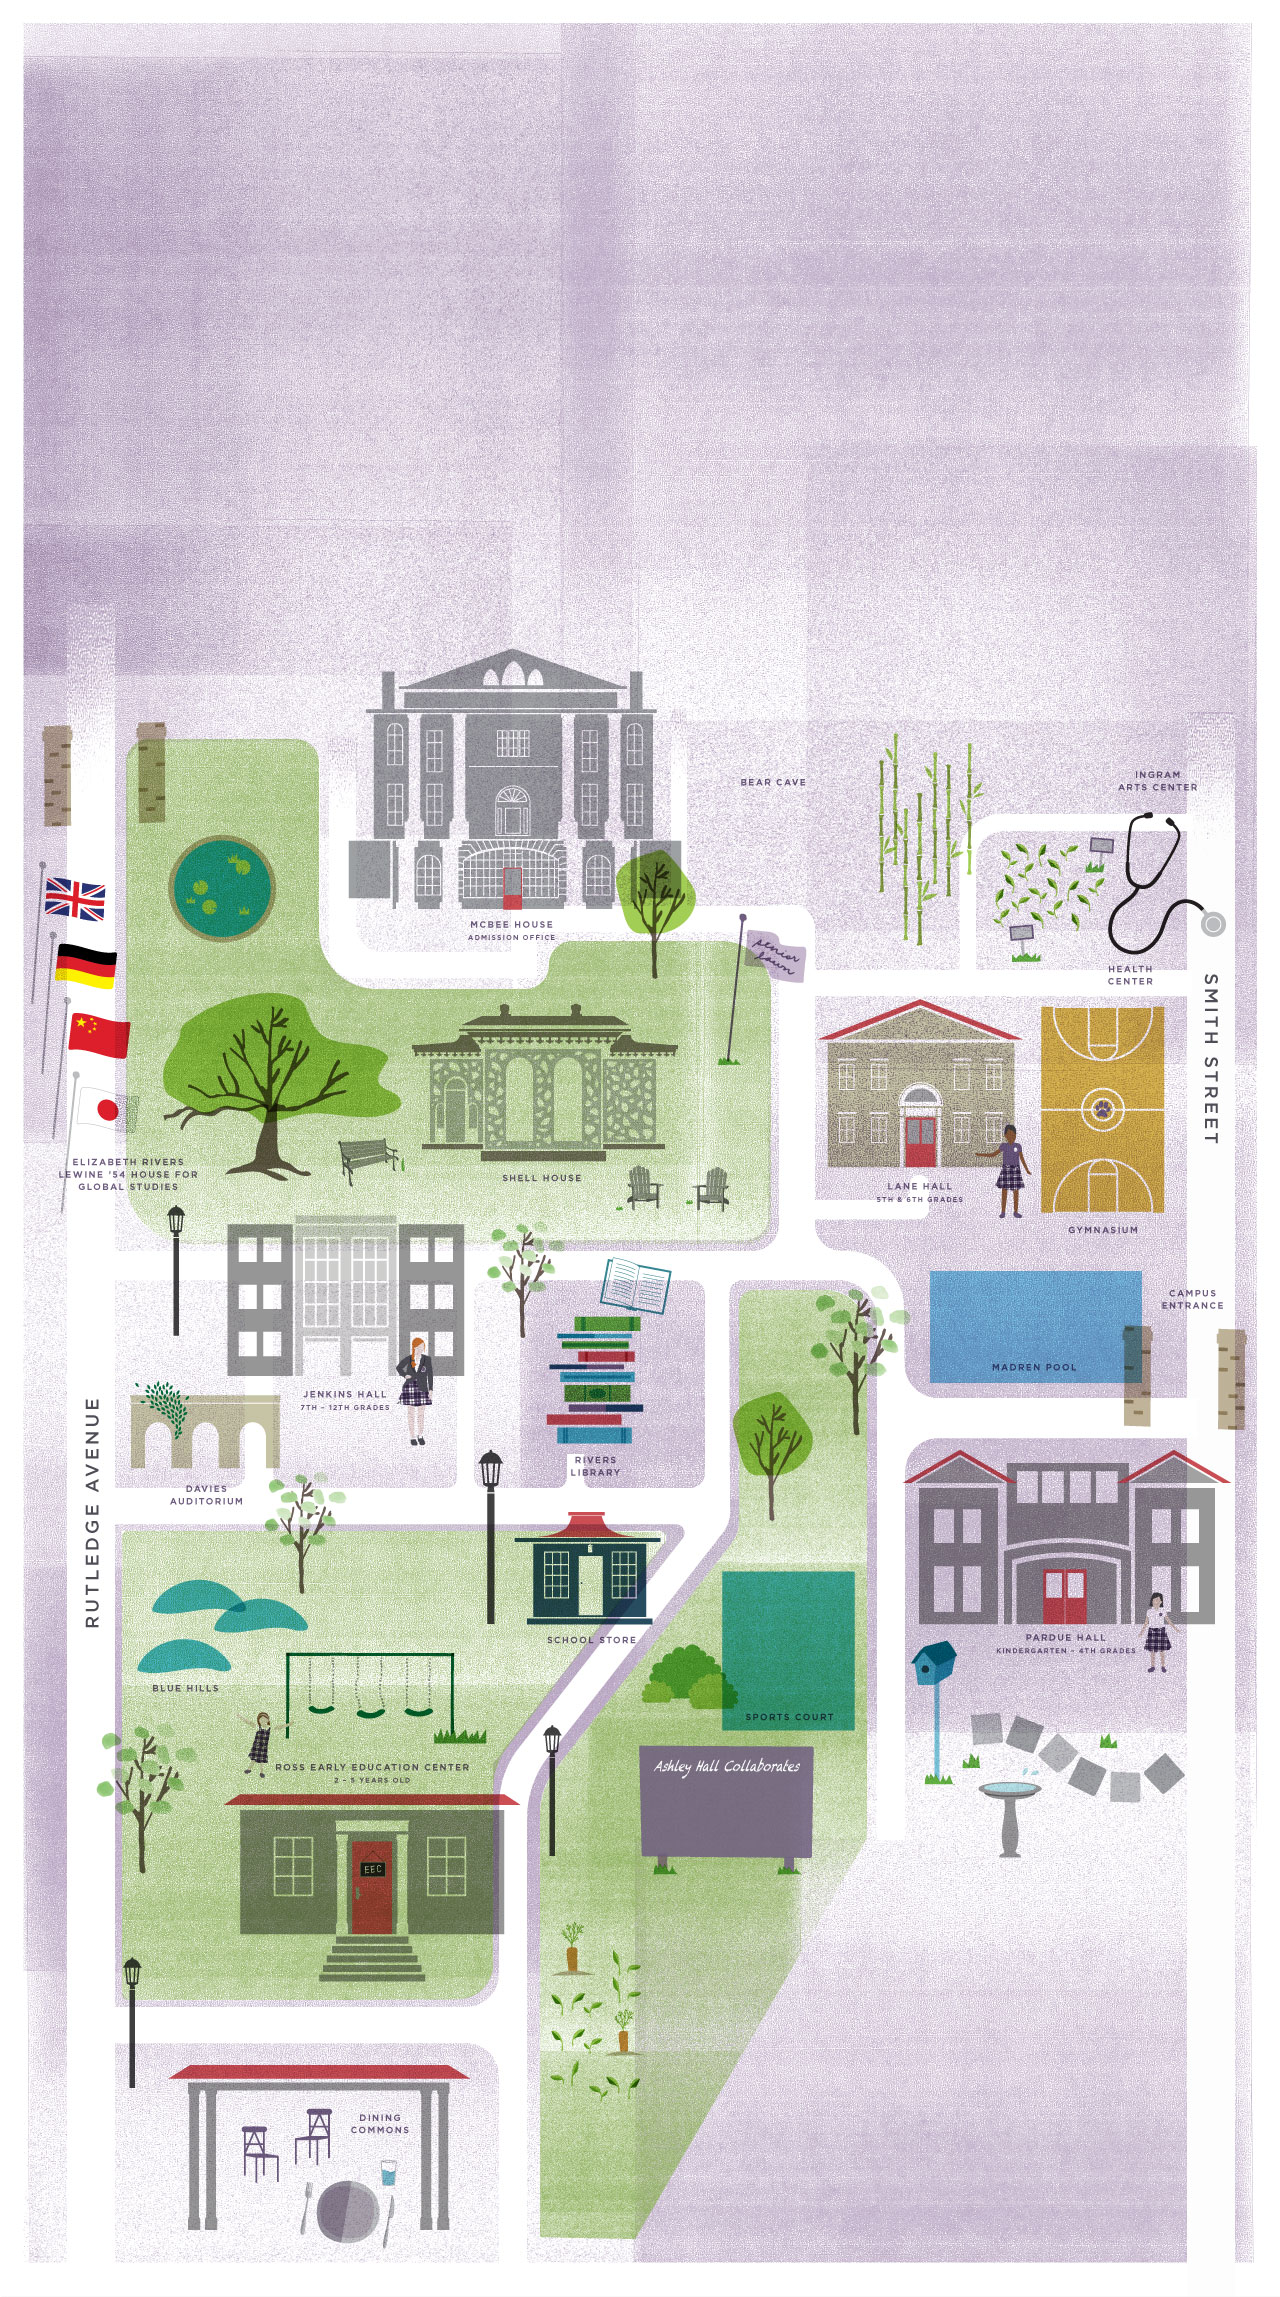 BEAR CAVE
INGRAM
ARTS CENTER
MCBEE HOUSE
ADMISSION OFFICE
senior
lawn
HEALTH
CENTER
SMITH STREET
ELIZABETH RIVERS
LEWINE '54 HOUSE FOR
GLOBAL STUDIES
SHELL HOUSE
LANE HALL
5TH & 6TH GRADES
GYMNASIUM
CAMPUS
ENTRANCE
MADREN POOL
JENKINS HALL
7TH – 12TH GRADES
RIVERS
LIBRARY
DAVIES
AUDITORIUM
RUTLEDGE AVENUE
SCHOOL STORE
PARDUE HALL
KINDERGARTEN – 4TH GRADES
BLUE HILLS
SPORTS COURT
Ashley Hall Collaborates
ROSS EARLY EDUCATION CENTER
2 – 5 YEARS OLD
EEC
DINING
COMMONS